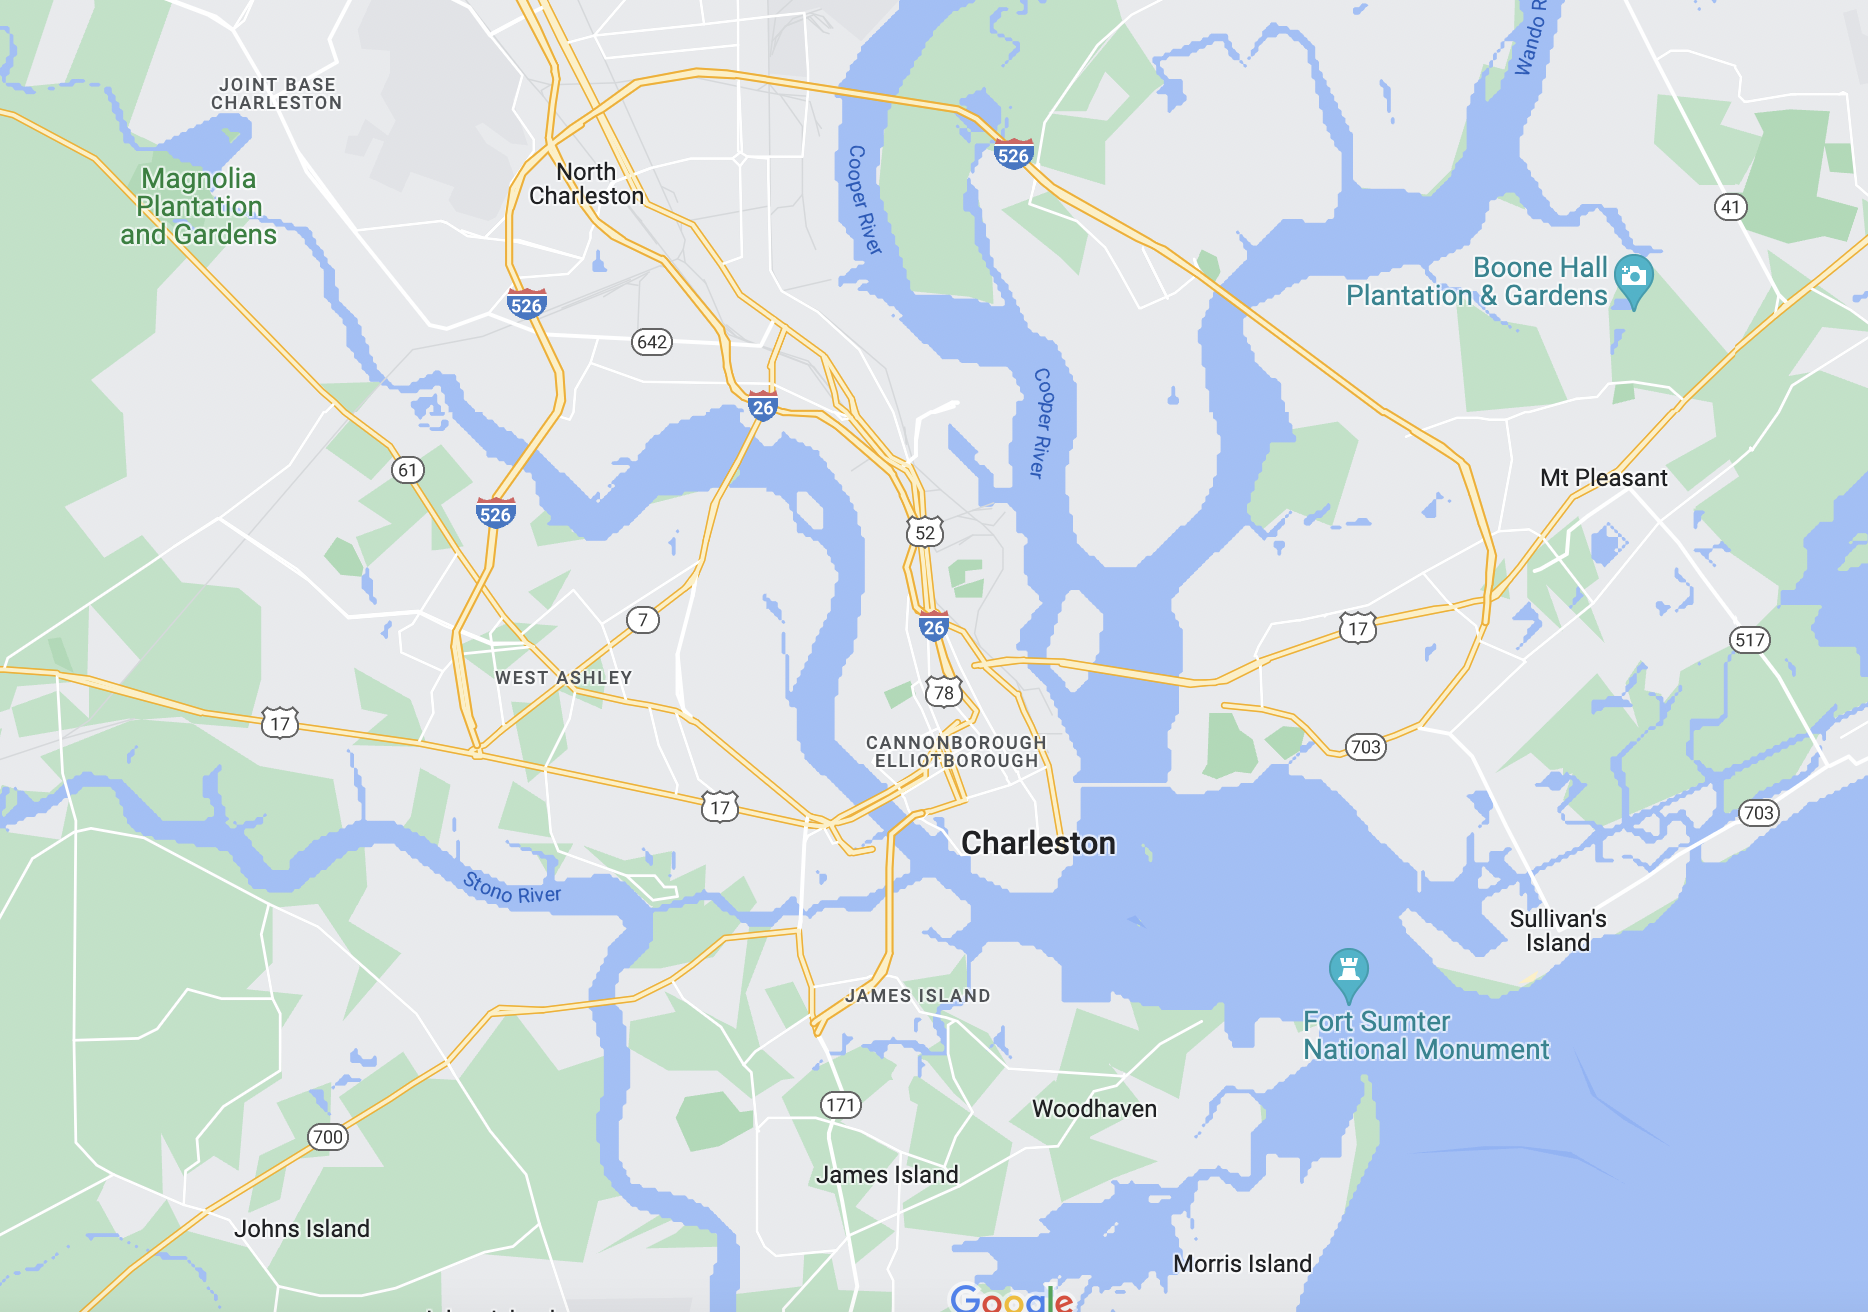 Wando R
JOINT BASE
CHARLESTON
526
Cooper River
North
Charleston
Magnolia
Plantation
and Gardens
41
Boone Hall
Plantation & Gardens
526
642
26
Cooper River
61
Mt Pleasant
526
52
7
26
17
517
WEST ASHLEY
78
17
CANNONBOROUGH
ELLIOTBOROUGH
703
17
703
Charleston
Stono River
Sullivan's
Island
JAMES ISLAND
Fort Sumter
National Monument
171
Woodhaven
700
James Island
Johns Island
Morris Island
Google